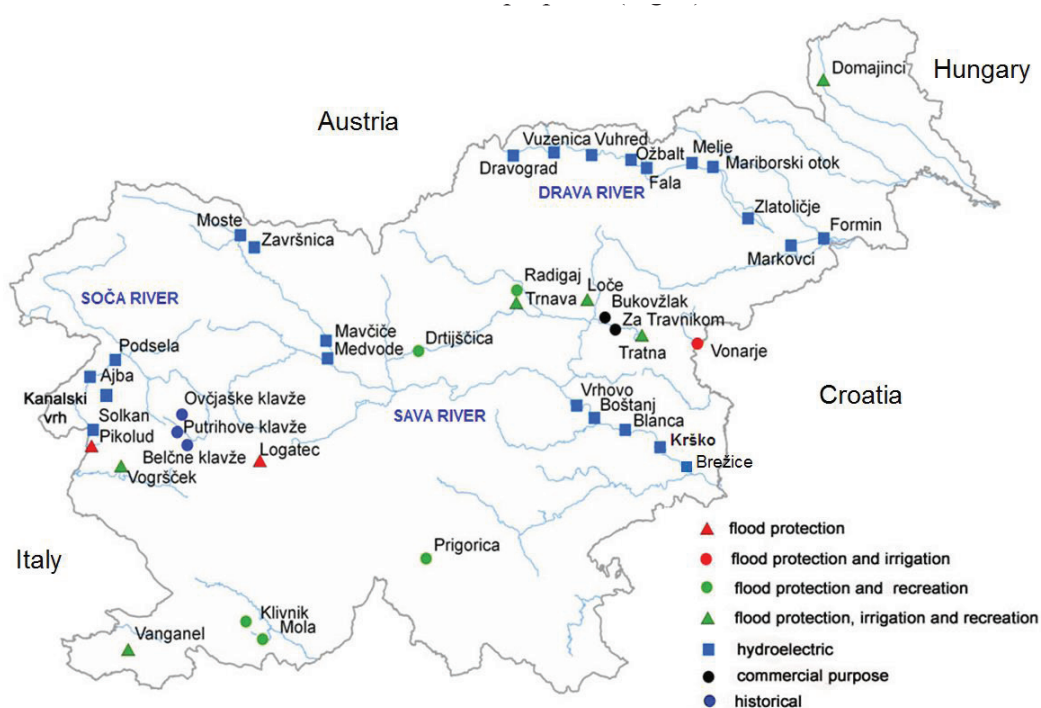 Domajinci
Hungary
Austria
Vuzenica Vuhred
Melje
Ožbalt
Mariborski otok
Dravograd
Fala
DRAVA RIVER
Zlatoličje
Moste
Formin
Završnica
Markovci
Radigaj
Loče
SOČA RIVER
Trnava
Bukovžlak
Za Travnikom
Mavčiče
Drtijščica
Medvode
Tratna
Vonarje
Podsela
Ajba
Vrhovo
Croatia
Kanalski
vrh
Ovčjaške klavže
Solkan
SAVA RIVER
Boštanj
Putrihove klavže
Blanca
Pikolud
Krško
Belčne klavže
Logatec
Brežice
Vogršček
flood protection
Prigorica
Italy
flood protection and irrigation
flood protection and recreation
Klivnik
Mola
flood protection, irrigation and recreation
Vanganel
hydroelectric
commercial purpose
historical